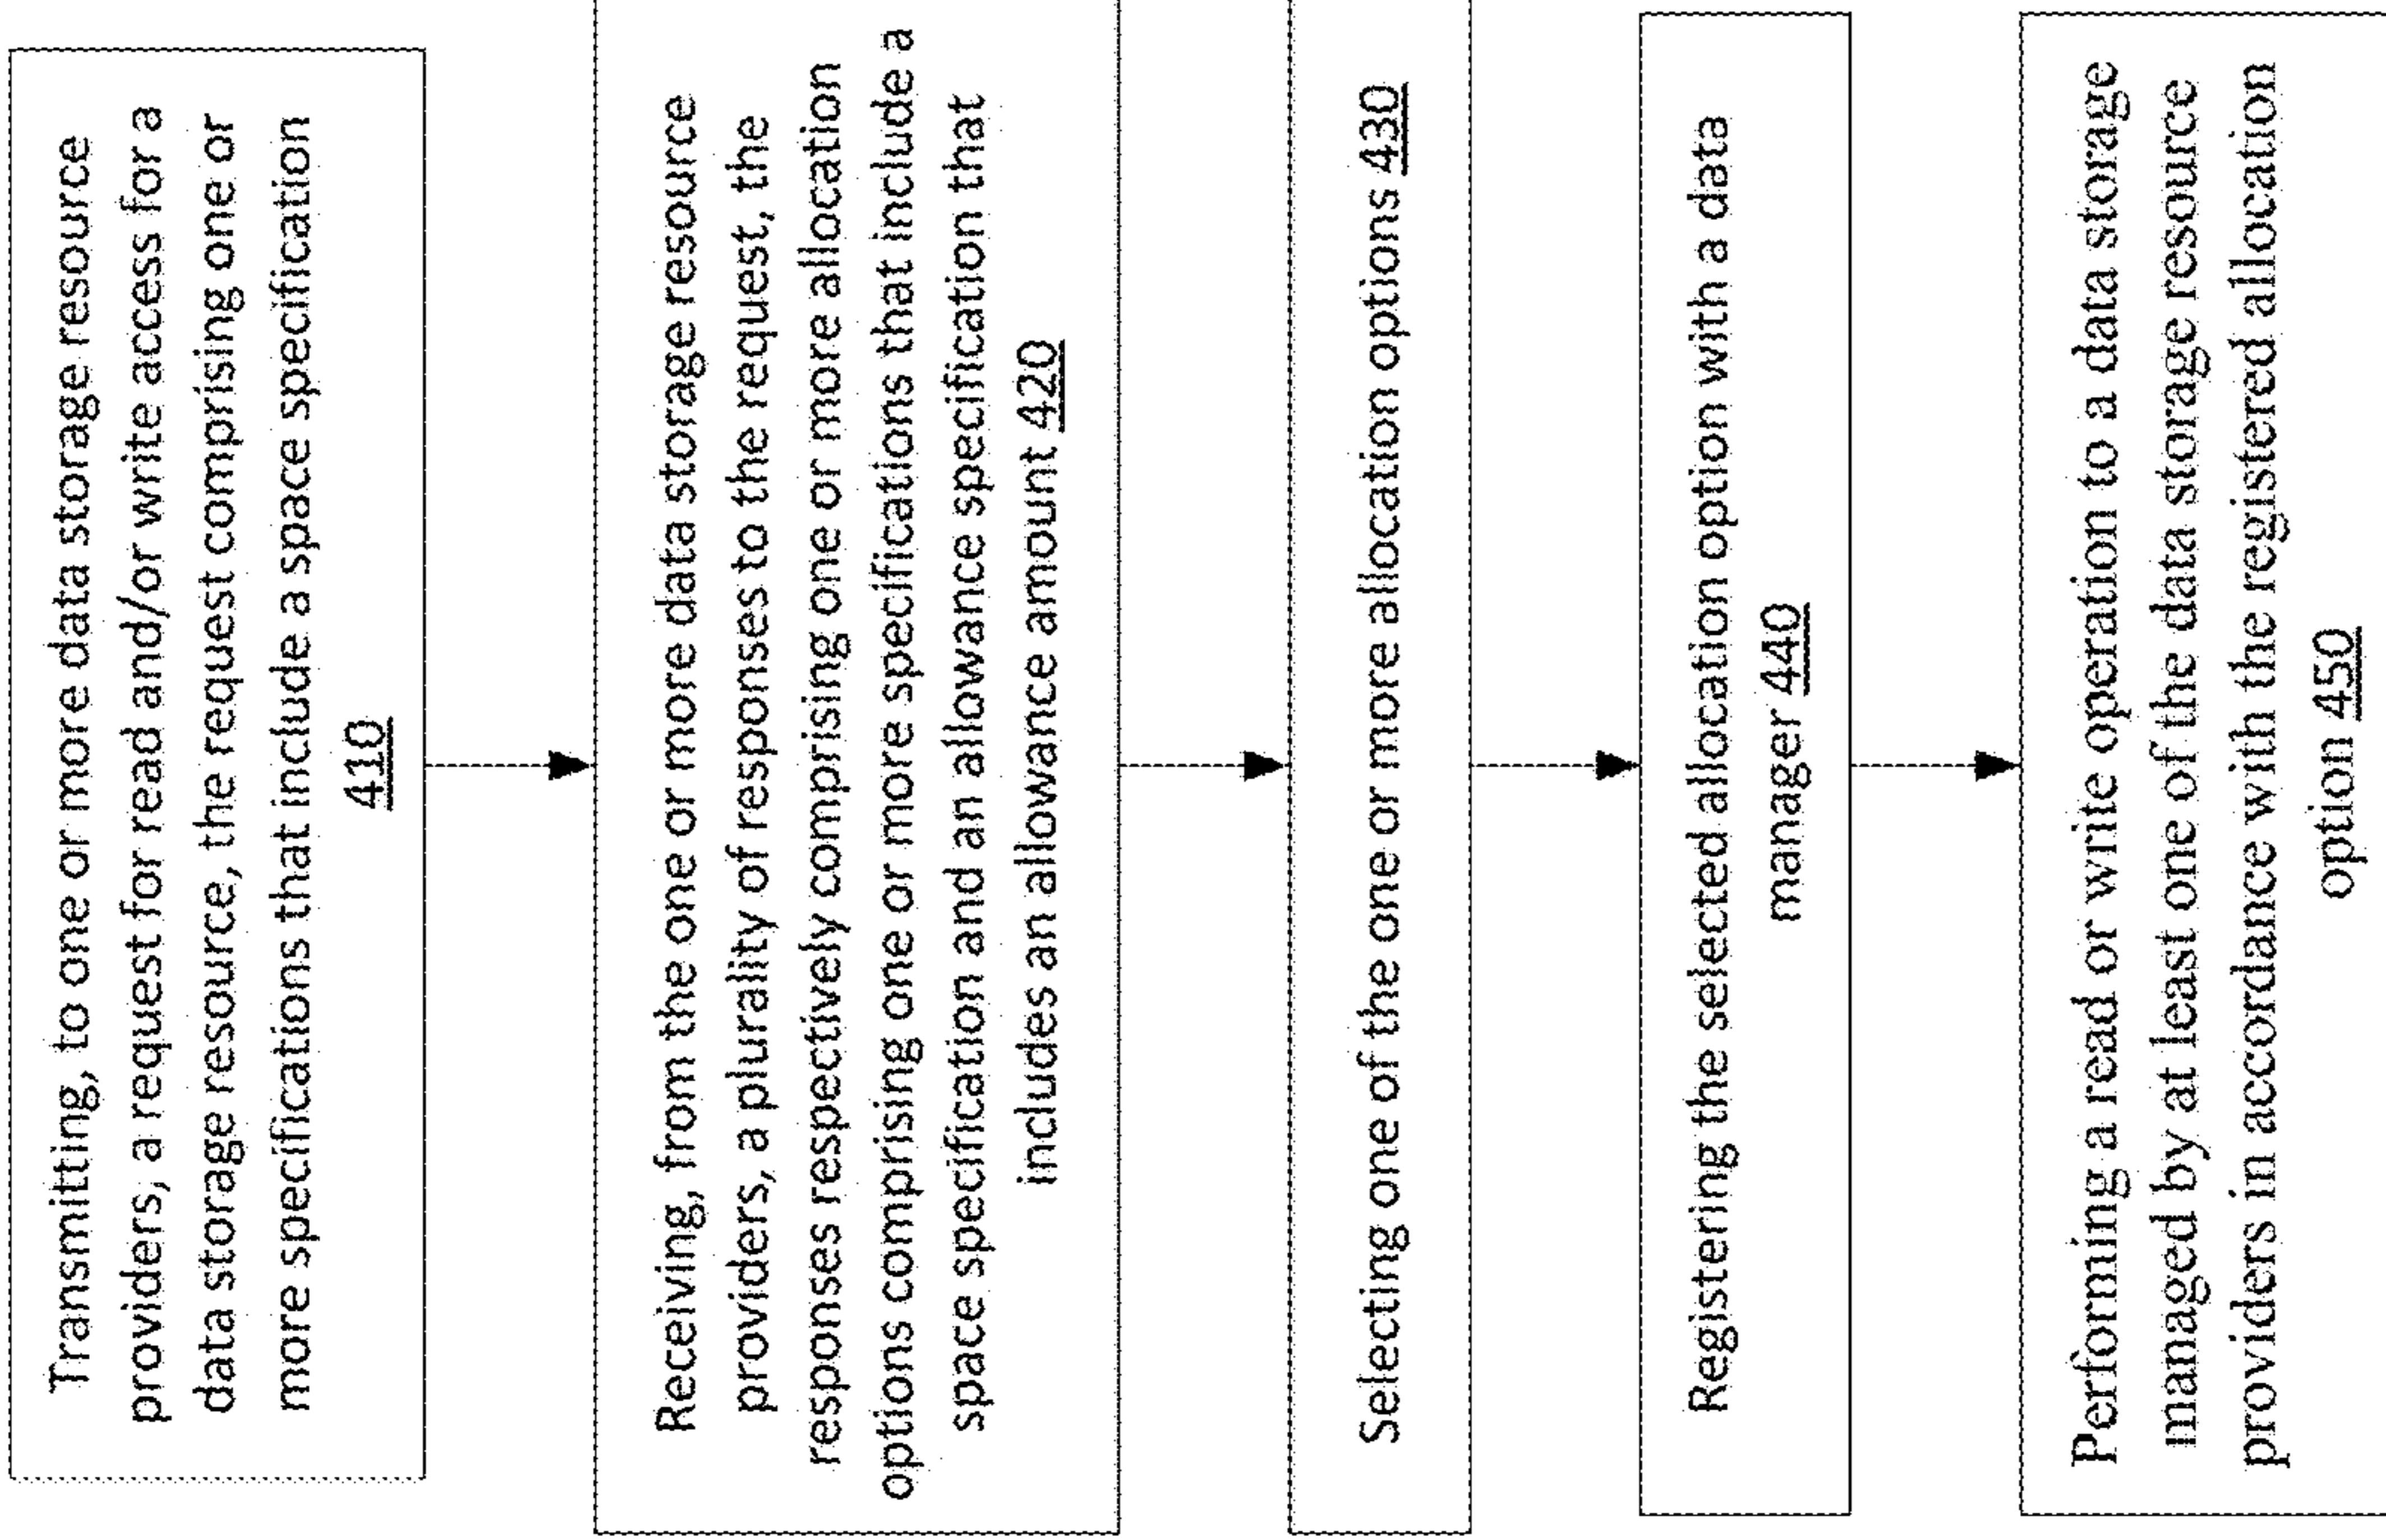 Transmitting, to one or more data storage resource
providers, a request for read and/or write access for a
data storage resource, the request comprising one or
more specifications that include a space specification
410
Receiving, from the one or more data storage resource
providers, a plurality of responses to the request, the
responses respectively comprising one or more allocation
options comprising one or more specifications that include a
space specification and an allowance specification that
includes an allowance amount 420
Selecting one of the one or more allocation options 430
Registering the selected allocation option with a data
manager 440
Performing a read or write operation to a data storage
managed by at least one of the data storage resource
providers in accordance with the registered allocation
option 450